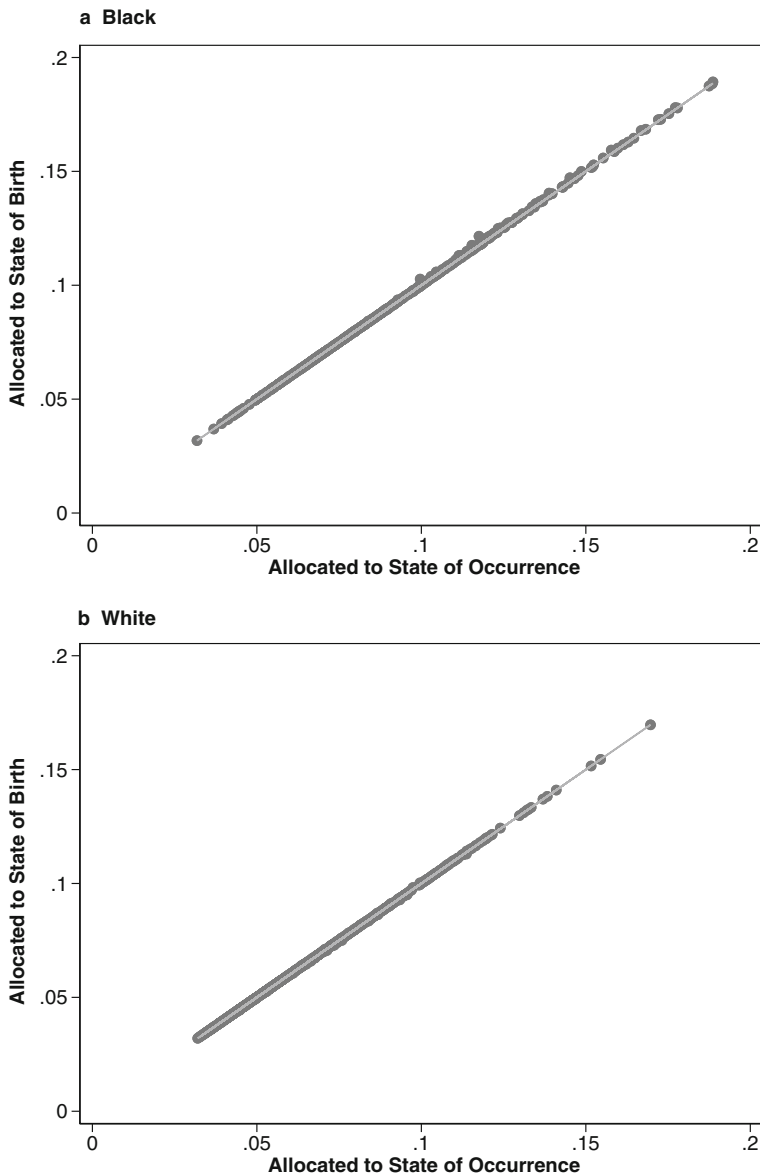 a Black
.2
.15
.1
.05
0
Allocated to State of Birth
0 .05 .1 .15 .2
Allocated to State of Occurrence
b White
.2
.15
.1
.05
0
Allocated to State of Birth
0 .05 .1 .15 .2
Allocated to State of Occurrence